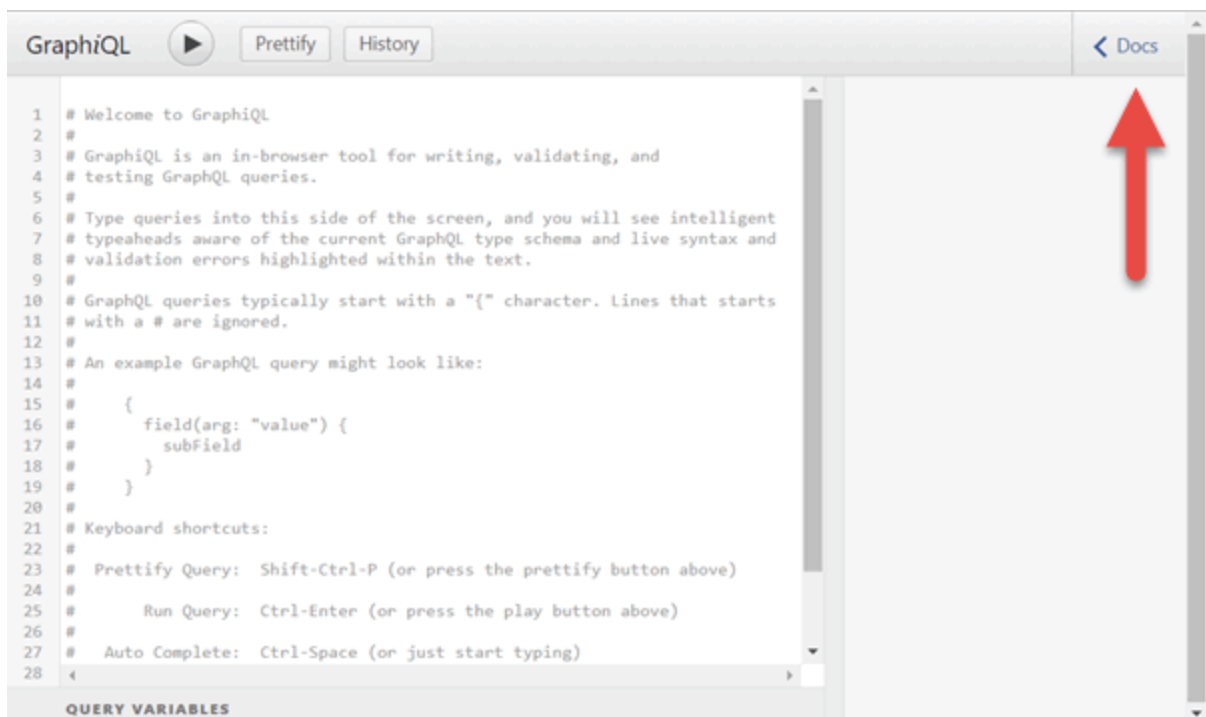 GraphiQL Prettify History Docs
1 # Welcome to GraphiQL
2 #
3 # GraphiQL is an in-browser tool for writing, validating, and
4 # testing GraphQL queries.
5 #
6 # Type queries into this side of the screen, and you will see intelligent
7 # typeaheads aware of the current GraphQL type schema and live syntax and
8 # validation errors highlighted within the text.
9 #
10 # GraphQL queries typically start with a "{" character. Lines that starts
11 # with a # are ignored.
12 #
13 # An example GraphQL query might look like:
14 #
15 #     {
16 #       field(arg: "value") {
17 #         subField
18 #       }
19 #     }
20 #
21 # Keyboard shortcuts:
22 #
23 #  Prettify Query:  Shift-Ctrl-P (or press the prettify button above)
24 #
25 #       Run Query:  Ctrl-Enter (or press the play button above)
26 #
27 #   Auto Complete:  Ctrl-Space (or just start typing)
28
QUERY VARIABLES